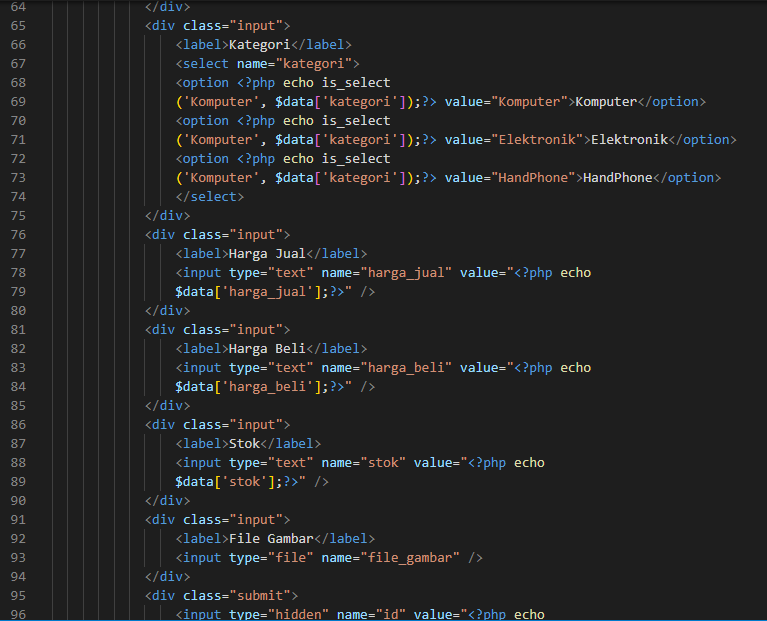 64 </div>
65 <div class="input">
66 <label>Kategori</label>
67 <select name="kategori">
68 <option <?php echo is_select
69 ('Komputer', $data['kategori']);?> value="Komputer">Komputer</option>
70 <option <?php echo is_select
71 ('Komputer', $data['kategori']);?> value="Elektronik">Elektronik</option>
72 <option <?php echo is_select
73 ('Komputer', $data['kategori']);?> value="HandPhone">HandPhone</option>
74 </select>
75 </div>
76 <div class="input">
77 <label>Harga Jual</label>
78 <input type="text" name="harga_jual" value="<?php echo
79 $data['harga_jual'];?>" />
80 </div>
81 <div class="input">
82 <label>Harga Beli</label>
83 <input type="text" name="harga_beli" value="<?php echo
84 $data['harga_beli'];?>" />
85 </div>
86 <div class="input">
87 <label>Stok</label>
88 <input type="text" name="stok" value="<?php echo
89 $data['stok'];?>" />
90 </div>
91 <div class="input">
92 <label>File Gambar</label>
93 <input type="file" name="file_gambar" />
94 </div>
95 <div class="submit">
96 <input type="hidden" name="id" value="<?php echo